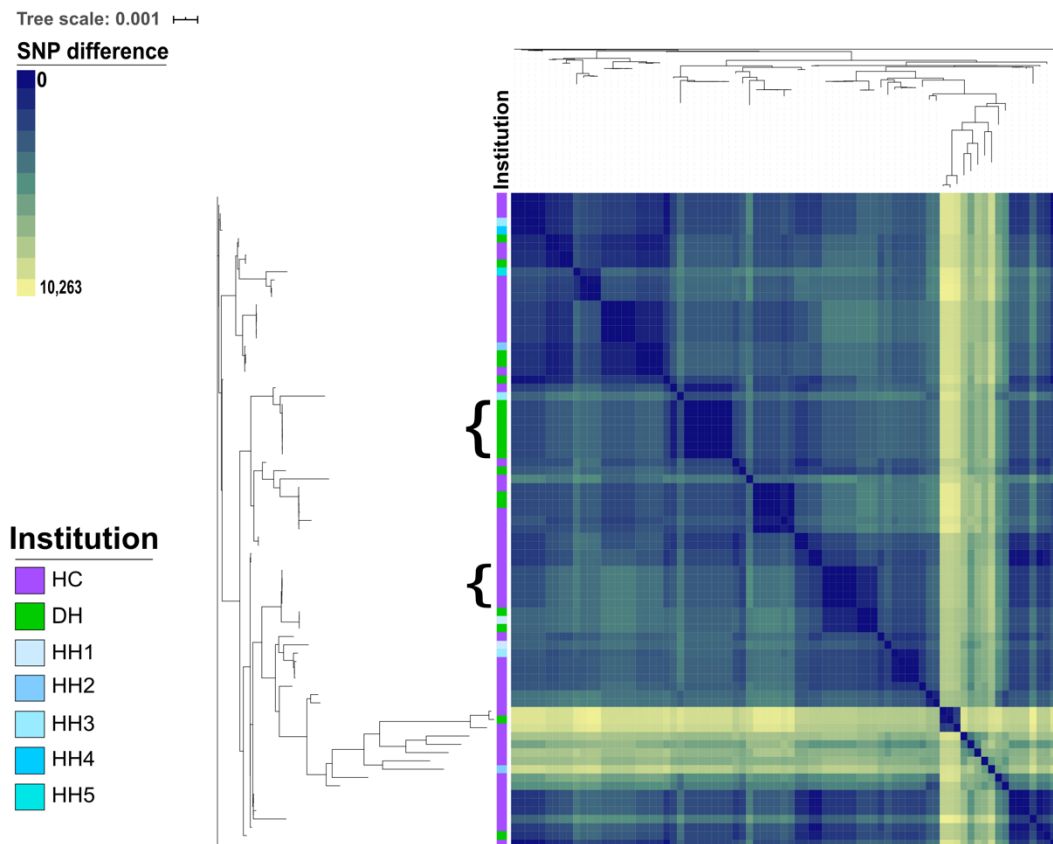 Tree scale: 0.001
SNP difference
0
10,263
Institution
Institution
HC
DH
HH1
HH2
HH3
HH4
HH5